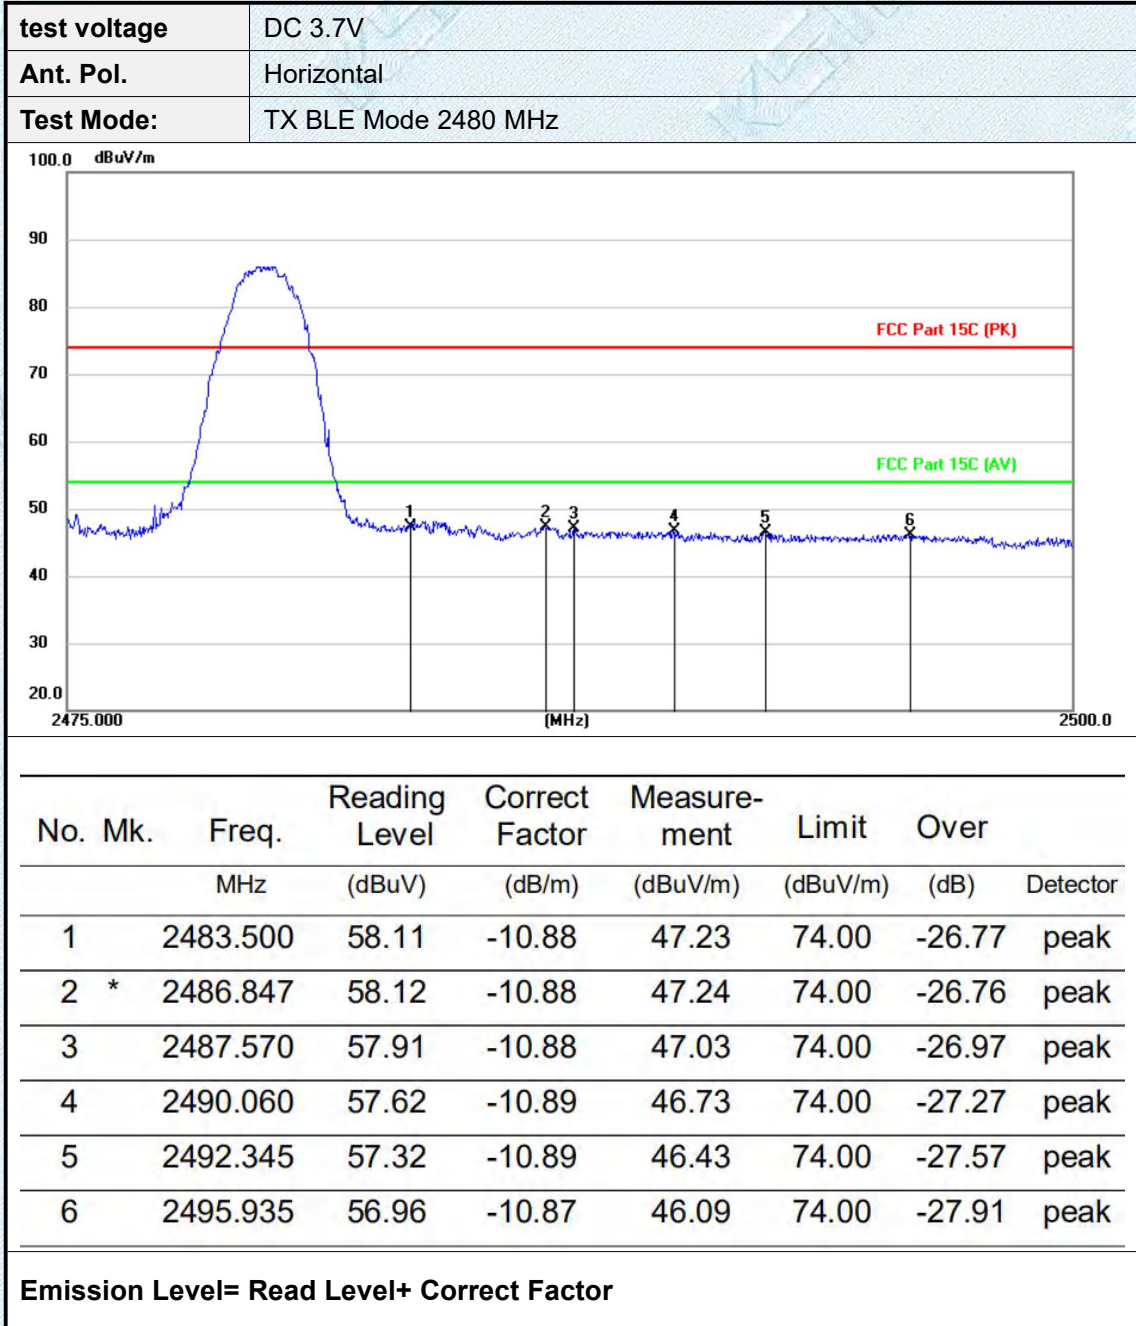 test voltage DC 3.7V
Ant. Pol. Horizontal
Test Mode: TX BLE Mode 2480 MHz
100.0 dBuV/m
90
80
FCC Part 15C (PK)
70
60
FCC Part 15C (AV)
50
1 2 3 4 5 6
40
30
20.0
2475.000 (MHz) 2500.0
No. Mk. Freq. Reading Level Correct Factor Measure-ment Limit Over
MHz (dBuV) (dB/m) (dBuV/m) (dBuV/m) (dB) Detector
1 2483.500 58.11 -10.88 47.23 74.00 -26.77 peak
2 * 2486.847 58.12 -10.88 47.24 74.00 -26.76 peak
3 2487.570 57.91 -10.88 47.03 74.00 -26.97 peak
4 2490.060 57.62 -10.89 46.73 74.00 -27.27 peak
5 2492.345 57.32 -10.89 46.43 74.00 -27.57 peak
6 2495.935 56.96 -10.87 46.09 74.00 -27.91 peak
Emission Level= Read Level+ Correct Factor